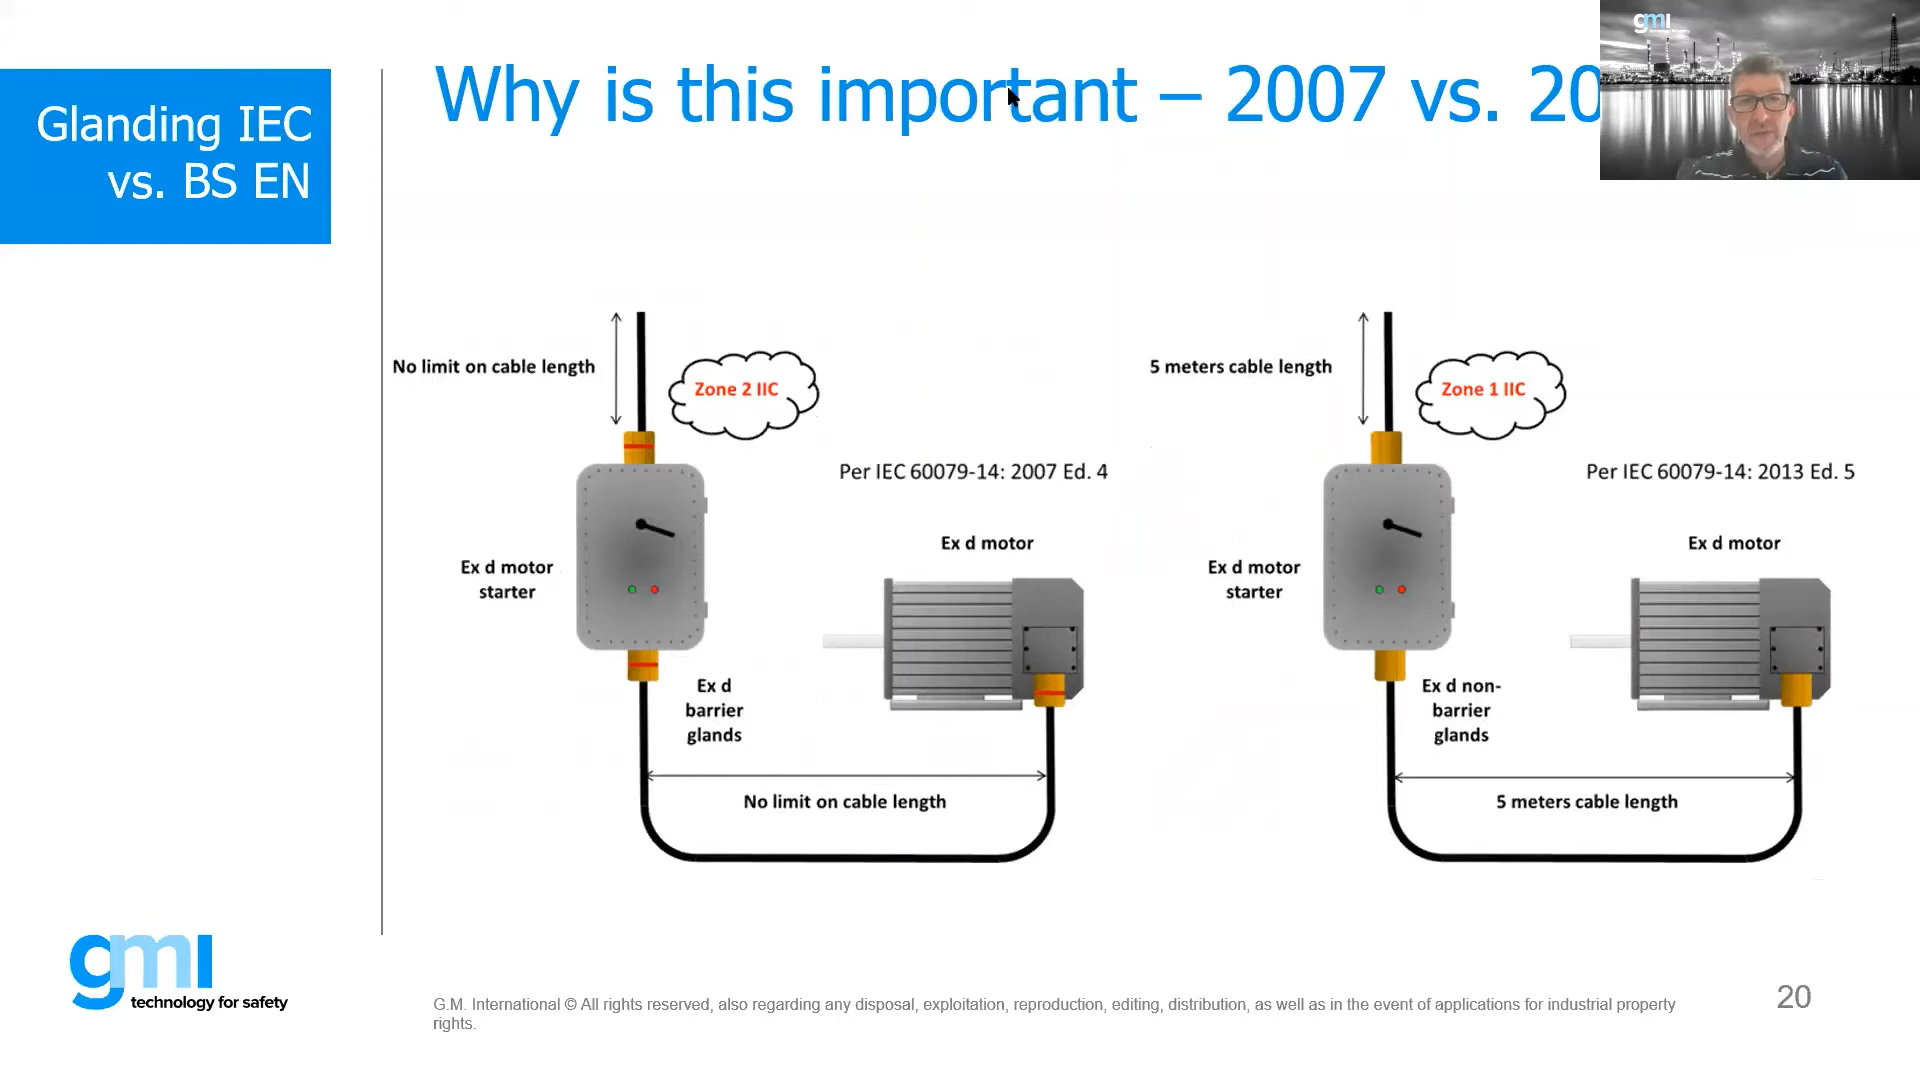 Glanding IEC
vs. BS EN
Why is this important – 2007 vs. 20
gmi
No limit on cable length
Zone 2 IIC
Per IEC 60079-14: 2007 Ed. 4
Ex d motor
Ex d motor
starter
Ex d
barrier
glands
No limit on cable length
5 meters cable length
Zone 1 IIC
Per IEC 60079-14: 2013 Ed. 5
Ex d motor
Ex d motor
starter
Ex d non-
barrier
glands
5 meters cable length
gmi
technology for safety
G.M. International © All rights reserved, also regarding any disposal, exploitation, reproduction, editing, distribution, as well as in the event of applications for industrial property
rights.
20